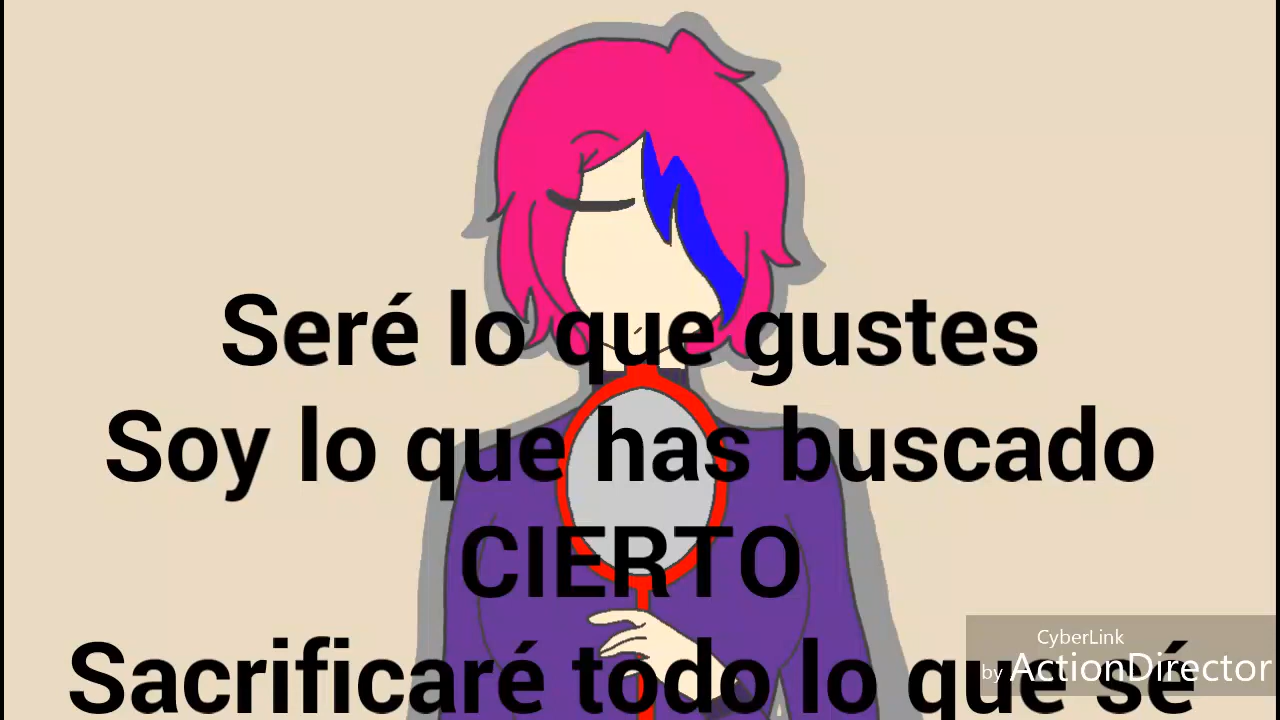 Seré lo que gustes
Soy lo que has buscado
CIERTO
Sacrificaré todo lo que sé
CyberLink
by ActionDirector